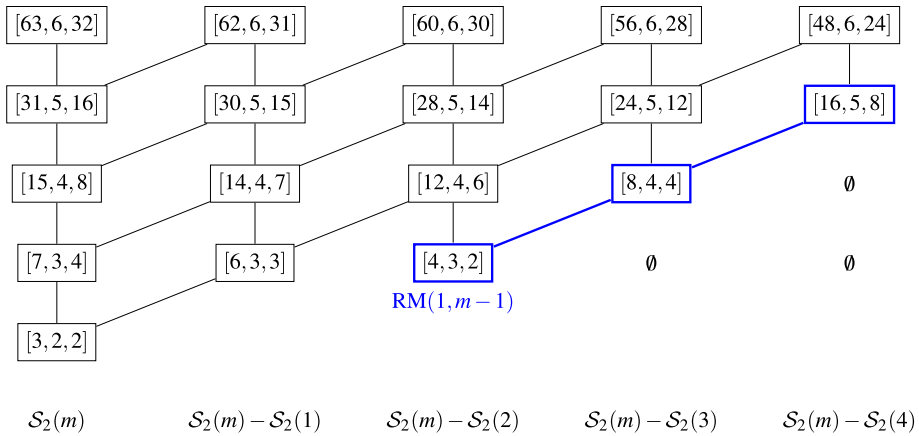 [63,6,32] [62,6,31] [60,6,30] [56,6,28] [48,6,24]
[31,5,16] [30,5,15] [28,5,14] [24,5,12] [16,5,8]
[15,4,8] [14,4,7] [12,4,6] [8,4,4] ∅
[7,3,4] [6,3,3] [4,3,2] ∅ ∅
RM(1,m−1)
[3,2,2]
𝒮₂(m) 𝒮₂(m)−𝒮₂(1) 𝒮₂(m)−𝒮₂(2) 𝒮₂(m)−𝒮₂(3) 𝒮₂(m)−𝒮₂(4)